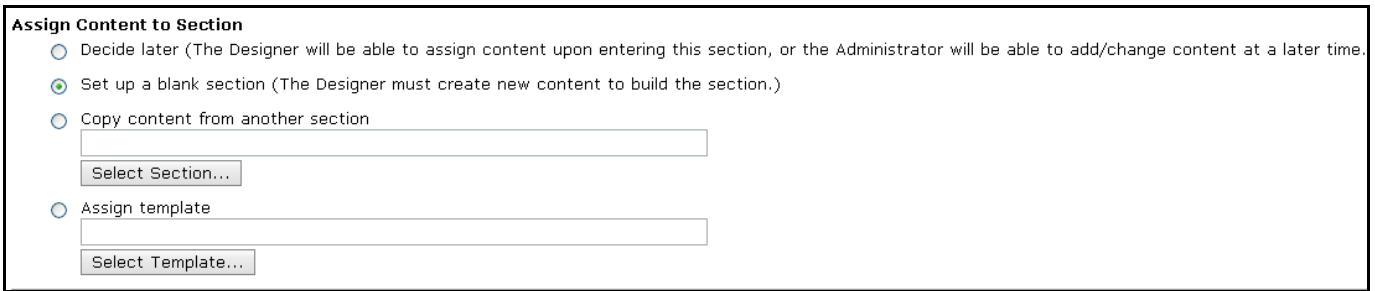 Assign Content to Section
Decide later (The Designer will be able to assign content upon entering this section, or the Administrator will be able to add/change content at a later time.
Set up a blank section (The Designer must create new content to build the section.)
Copy content from another section
Select Section...
Assign template
Select Template...